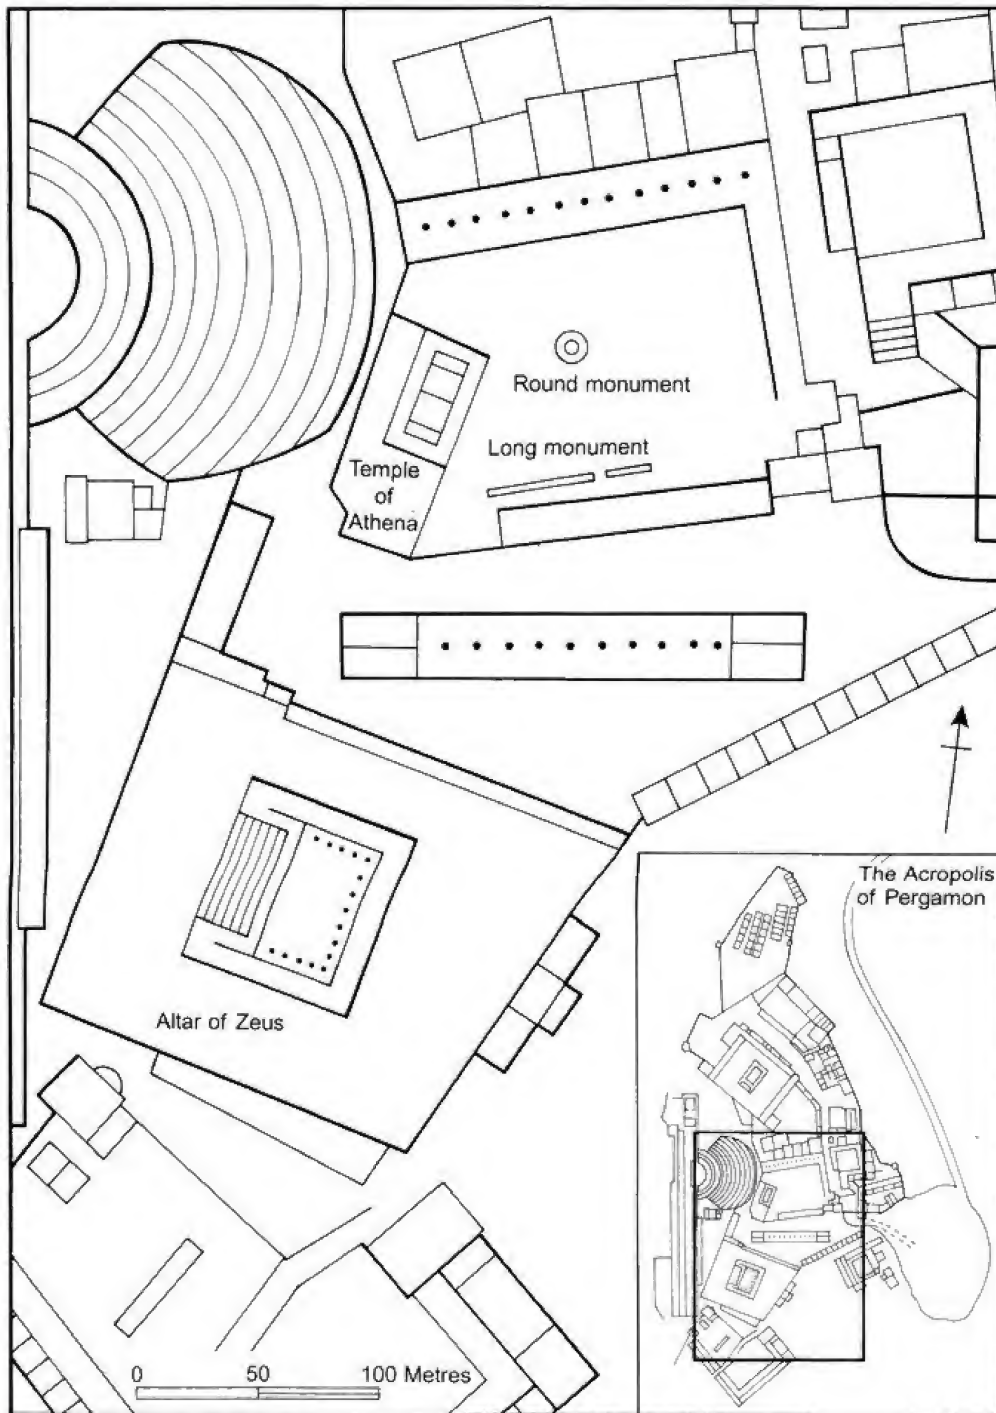 Round monument
Long monument
Temple
of
Athena
Altar of Zeus
The Acropolis
of Pergamon
0 50 100 Metres